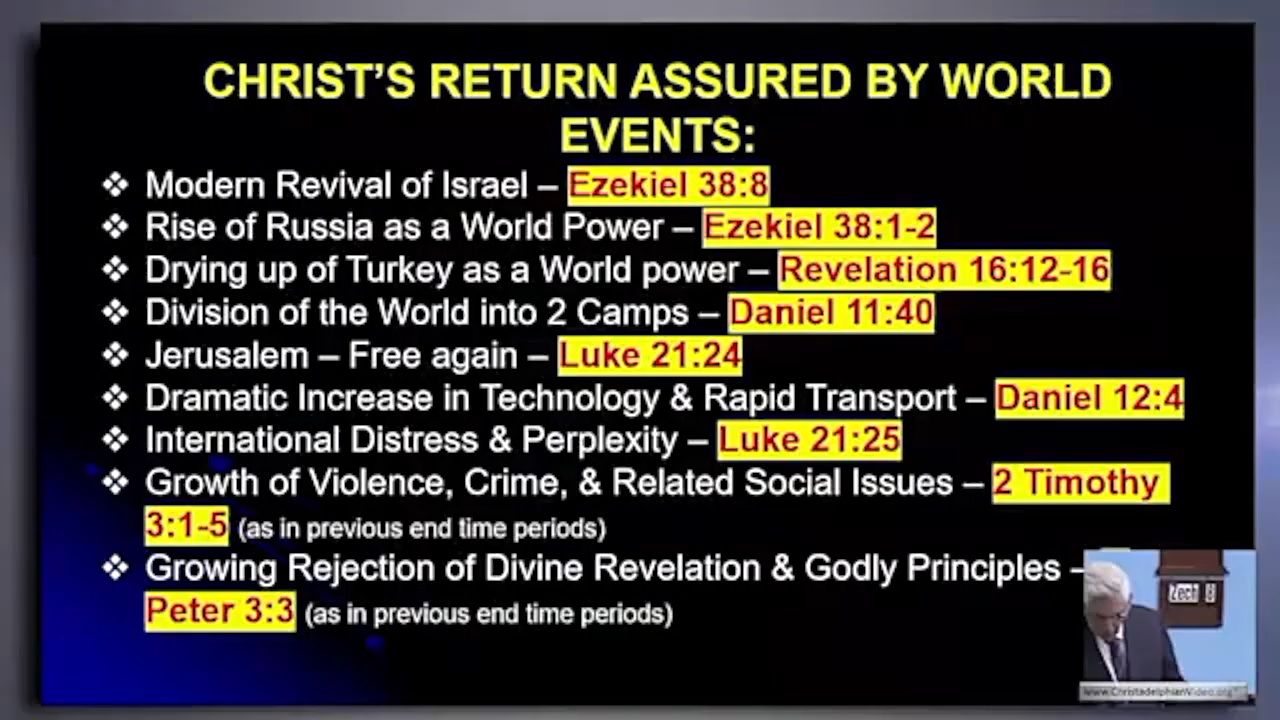 CHRIST'S RETURN ASSURED BY WORLD
EVENTS:
❖ Modern Revival of Israel – Ezekiel 38:8
❖ Rise of Russia as a World Power – Ezekiel 38:1-2
❖ Drying up of Turkey as a World power – Revelation 16:12-16
❖ Division of the World into 2 Camps – Daniel 11:40
❖ Jerusalem – Free again – Luke 21:24
❖ Dramatic Increase in Technology & Rapid Transport – Daniel 12:4
❖ International Distress & Perplexity – Luke 21:25
❖ Growth of Violence, Crime, & Related Social Issues – 2 Timothy
3:1-5 (as in previous end time periods)
❖ Growing Rejection of Divine Revelation & Godly Principles –
Peter 3:3 (as in previous end time periods)
Zech 8
www.ChristadelphianVideo.org